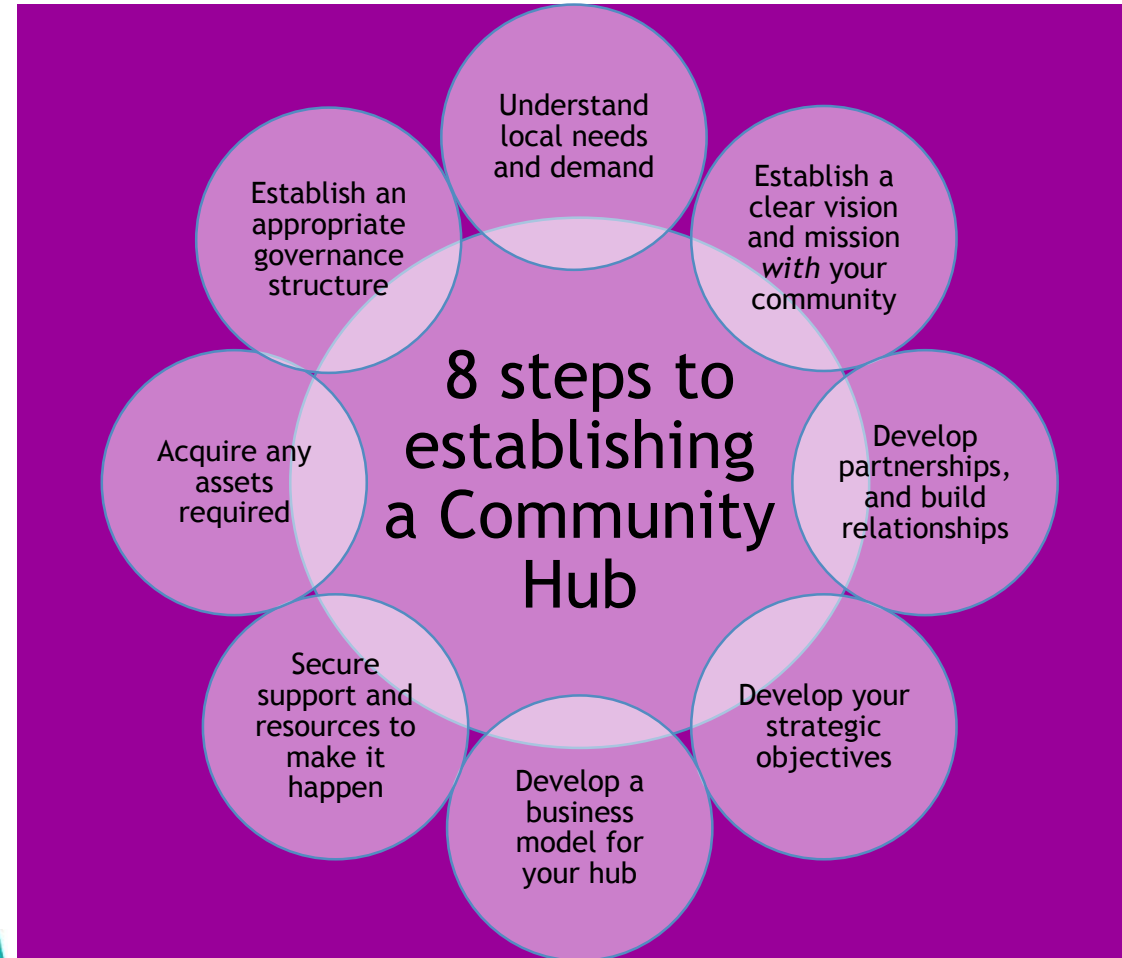 8 steps to
establishing
a Community
Hub
Understand
local needs
and demand
Establish a
clear vision
and mission
with your
community
Develop
partnerships,
and build
relationships
Develop your
strategic
objectives
Develop a
business
model for
your hub
Secure
support and
resources to
make it
happen
Acquire any
assets
required
Establish an
appropriate
governance
structure